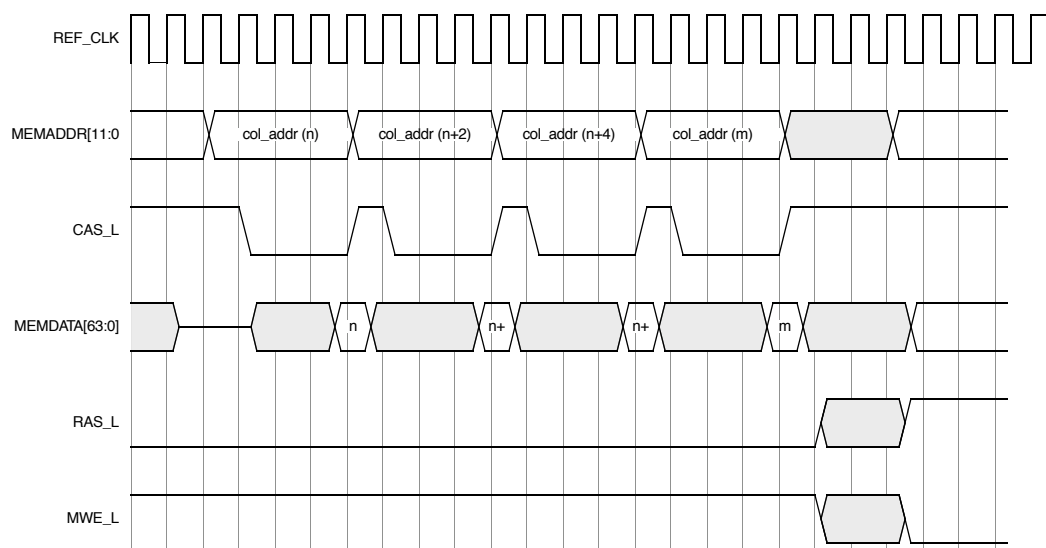 REF_CLK
MEMADDR[11:0
col_addr (n)
col_addr (n+2)
col_addr (n+4)
col_addr (m)
CAS_L
MEMDATA[63:0]
n
n+
n+
m
RAS_L
MWE_L